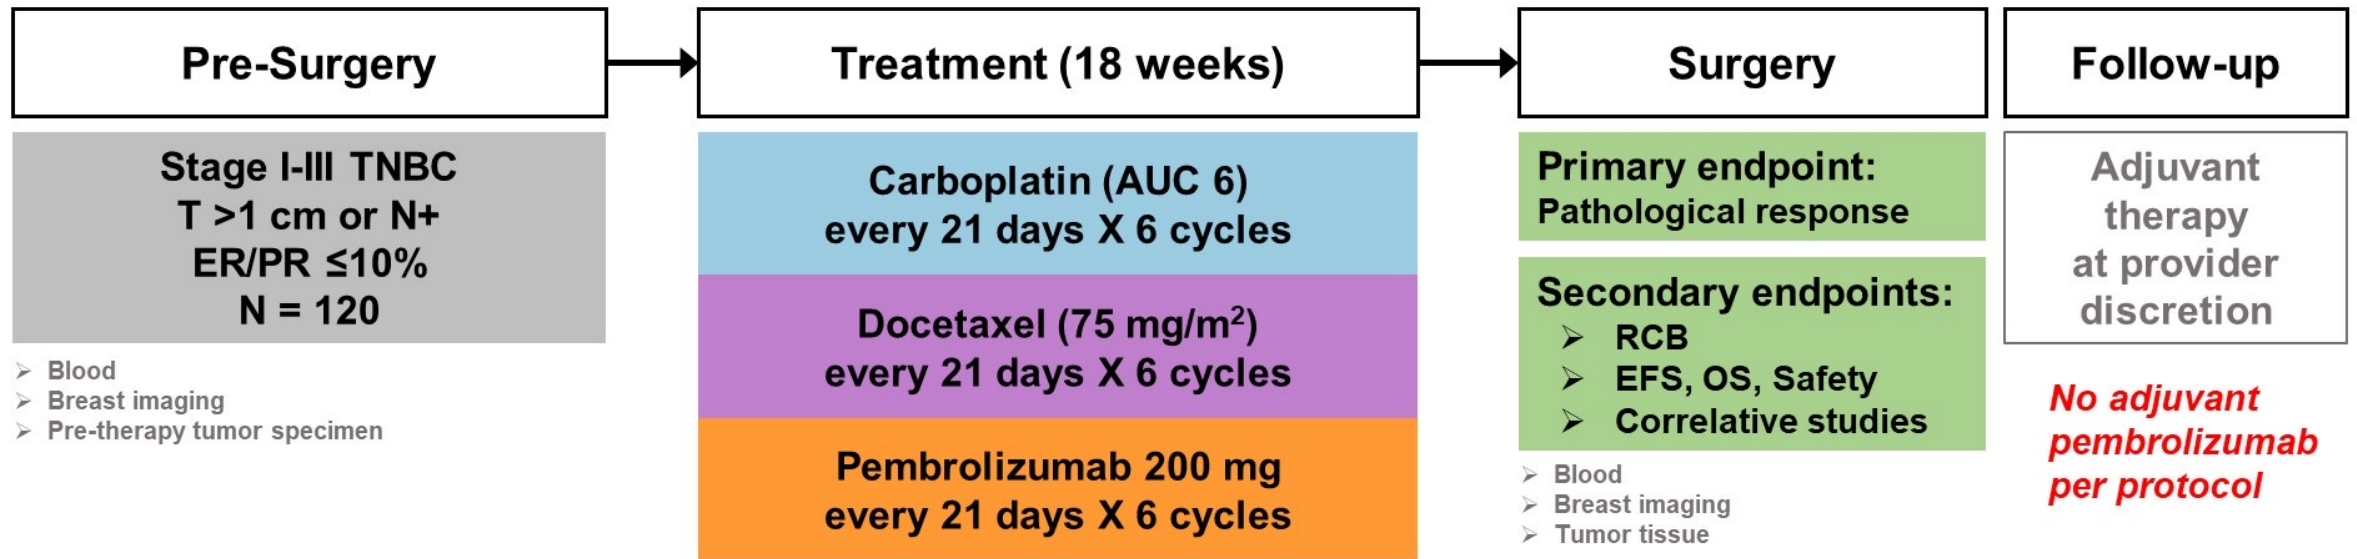 Pre-Surgery
Stage I-III TNBC
T >1 cm or N+
ER/PR ≤10%
N = 120
➢ Blood
➢ Breast imaging
➢ Pre-therapy tumor specimen
Treatment (18 weeks)
Carboplatin (AUC 6)
every 21 days X 6 cycles
Docetaxel (75 mg/m²)
every 21 days X 6 cycles
Pembrolizumab 200 mg
every 21 days X 6 cycles
Surgery
Primary endpoint:
Pathological response
Secondary endpoints:
➢ RCB
➢ EFS, OS, Safety
➢ Correlative studies
➢ Blood
➢ Breast imaging
➢ Tumor tissue
Follow-up
Adjuvant
therapy
at provider
discretion
No adjuvant
pembrolizumab
per protocol